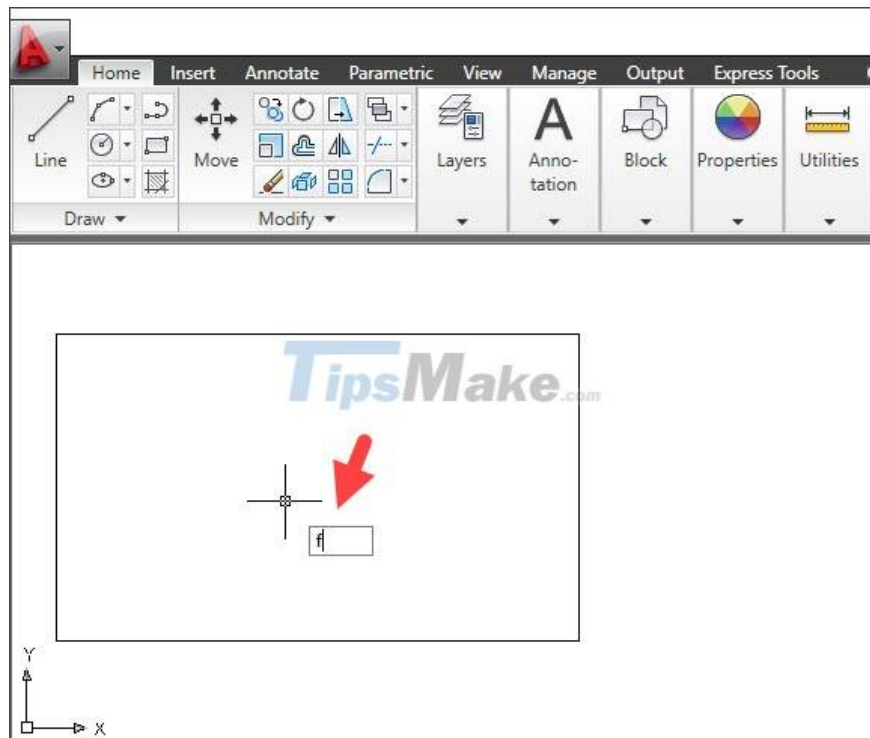 Home Insert Annotate Parametric View Manage Output Express Tools
Line
Move
Layers
Anno-
tation
Block
Properties
Utilities
Draw
Modify
TipsMake.com
f
Y
X